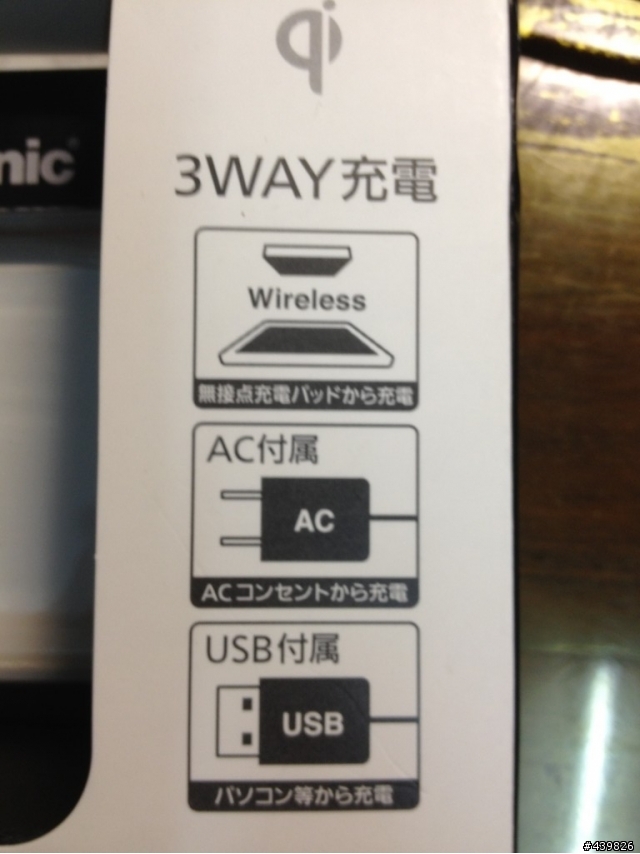 qi
nic
3WAY充電
Wireless
無接点充電パッドから充電
AC付属
AC
ACコンセントから充電
USB付属
USB
パソコン等から充電
#439826